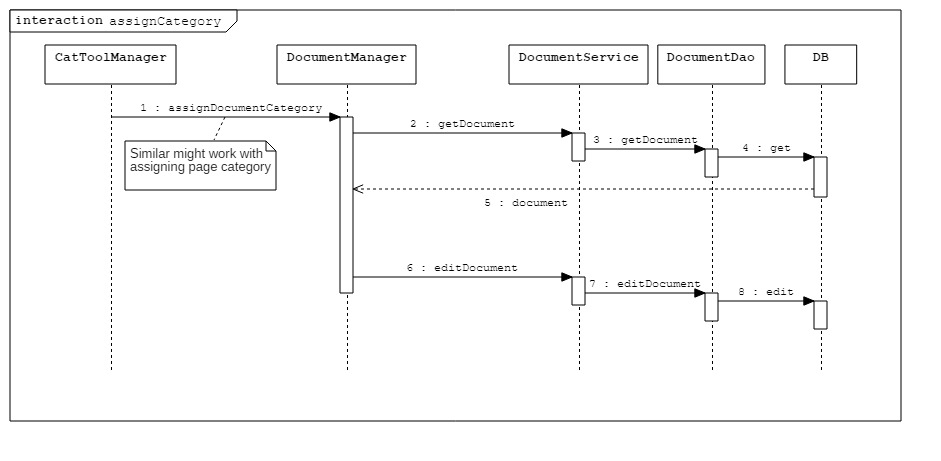 interaction assignCategory
CatToolManager
DocumentManager
DocumentService
DocumentDao
DB
1 : assignDocumentCategory
2 : getDocument
3 : getDocument
4 : get
Similar might work with
assigning page category
5 : document
6 : editDocument
7 : editDocument
8 : edit